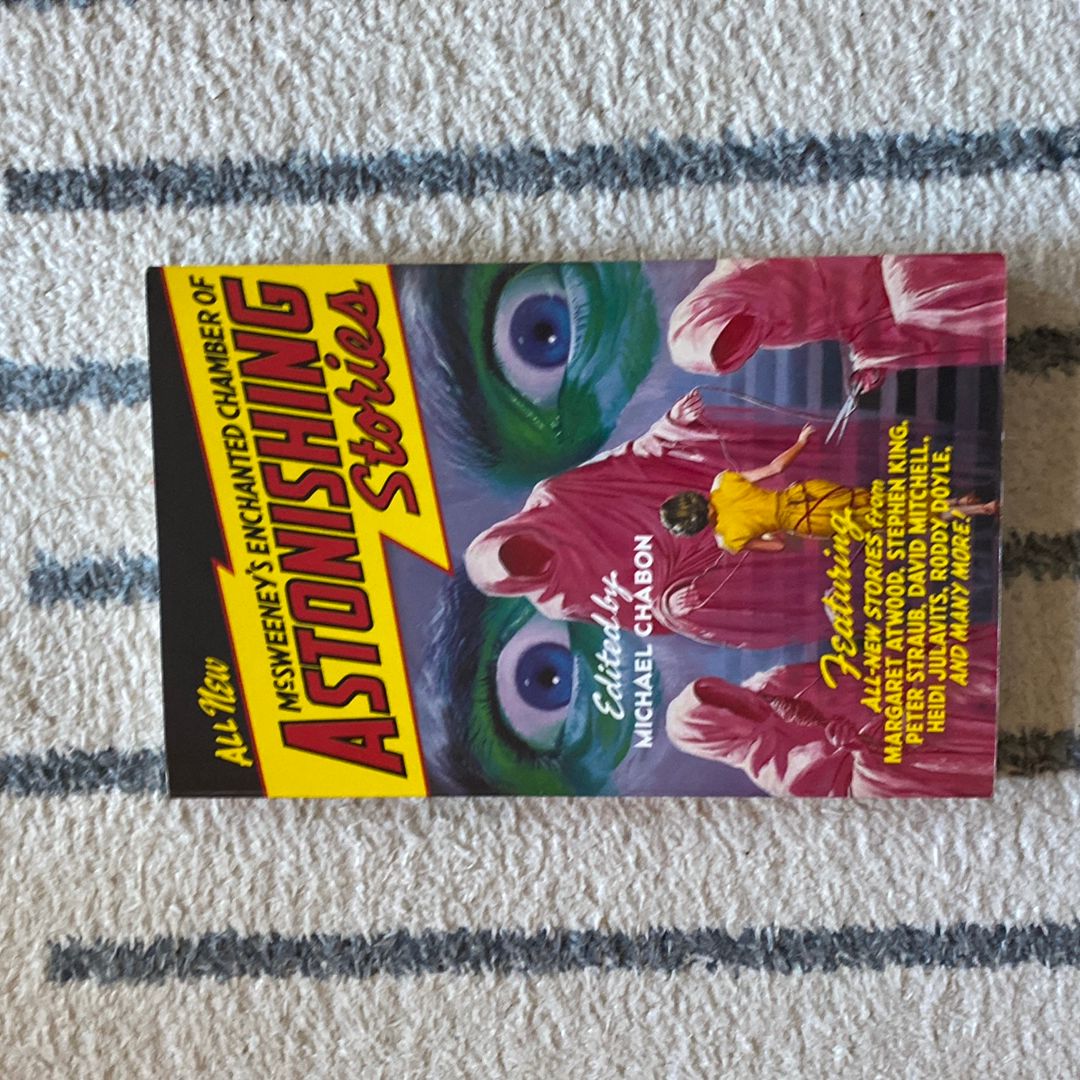 ALL NEW
McSWEENEY'S ENCHANTED CHAMBER OF
ASTONISHING
Stories
Edited by
MICHAEL CHABON
Featuring
ALL-NEW STORIES from
MARGARET ATWOOD, STEPHEN KING,
PETER STRAUB, DAVID MITCHELL,
HEIDI JULAVITS, RODDY DOYLE,
AND MANY MORE!